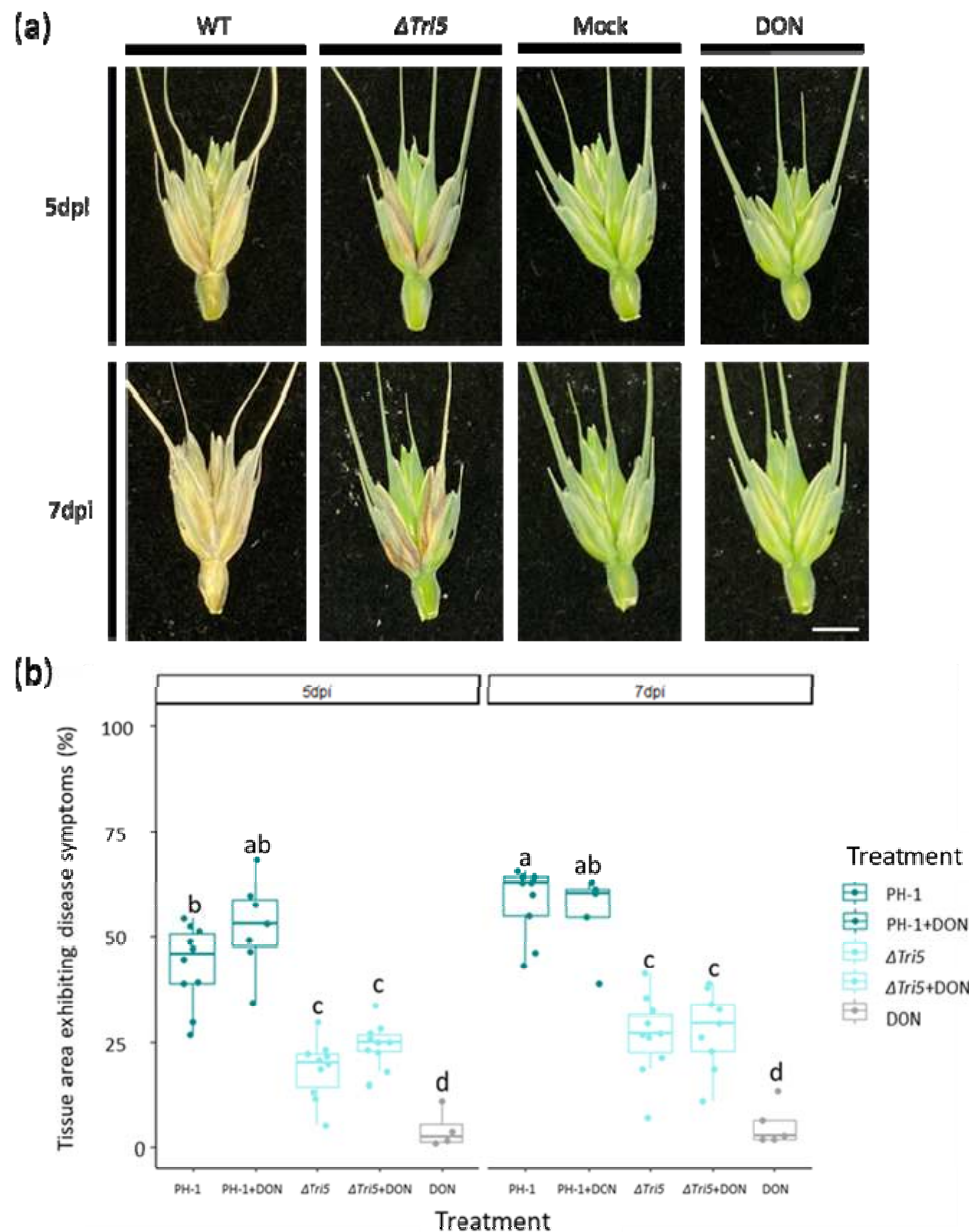 (a)
WT ΔTri5 Mock DON
5dpI
7dpi
(b)
5dpi 7dpi
Tissue area exhibiting disease symptoms (%)
100
75
50
25
0
b ab c c d
a ab c c d
PH-1 PH-1+DON ΔTri5 ΔTri5+DON DON
PH-1 PH-1+DON ΔTri5 ΔTri5+DON DON
Treatment
Treatment
PH-1
PH-1+DON
ΔTri5
ΔTri5+DON
DON